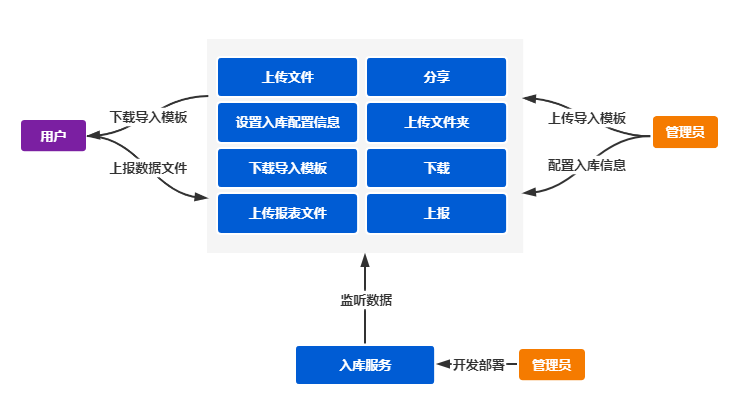 上传文件
分享
下载导入模板
上传导入模板
设置入库配置信息
上传文件夹
用户
管理员
上报数据文件
下载导入模板
下载
配置入库信息
上传报表文件
上报
监听数据
入库服务
开发部署
管理员